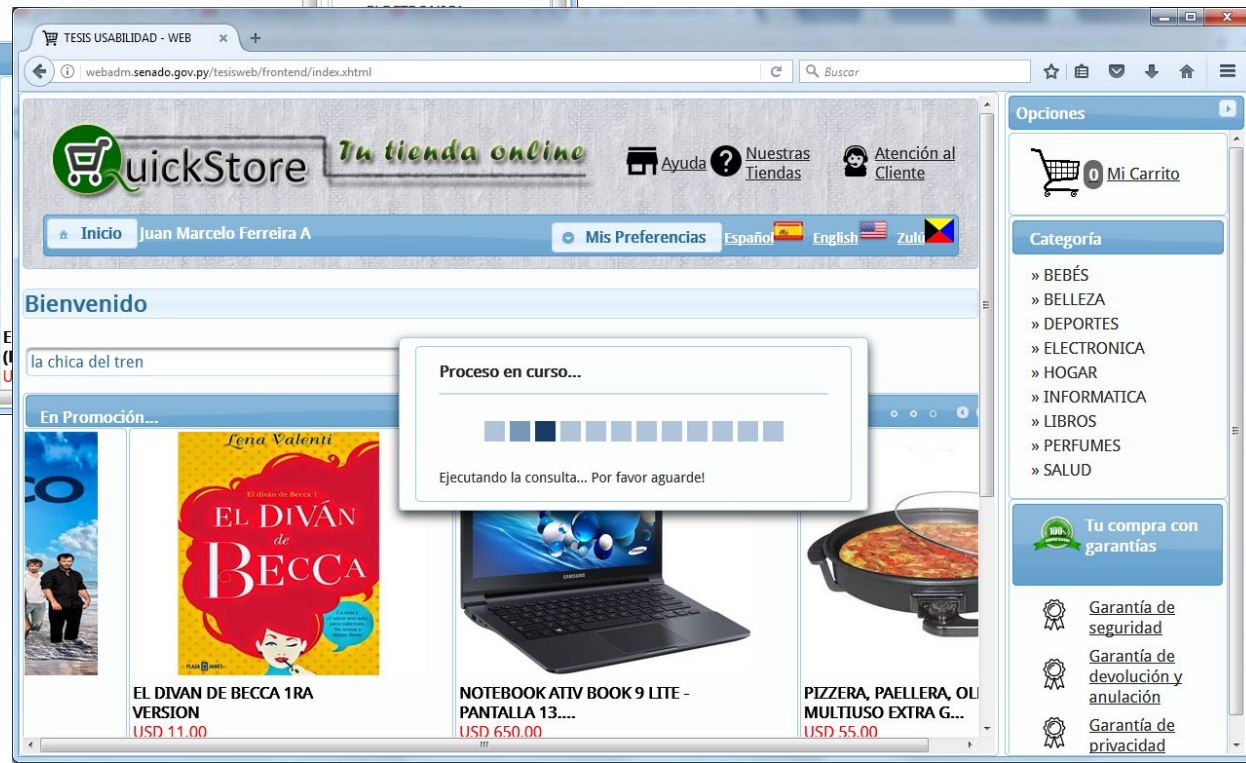 TESIS USABILIDAD - WEB
webadm.senado.gov.py/tesisweb/frontend/index.xhtml
Buscar
QuickStore
Tu tienda online
Ayuda
Nuestras
Tiendas
Atención al
Cliente
Inicio
Juan Marcelo Ferreira A
Mis Preferencias
Español
English
Zulú
Bienvenido
la chica del tren
Proceso en curso...
Ejecutando la consulta... Por favor aguarde!
En Promoción...
CO
Lena Valenti
El diván de Becca 1
EL DIVÁN
de
BECCA
PLAZA JANÉS
SAMSUNG
EL DIVAN DE BECCA 1RA
VERSION
USD 11.00
NOTEBOOK ATIV BOOK 9 LITE -
PANTALLA 13....
USD 650.00
PIZZERA, PAELLERA, OL
MULTIUSO EXTRA G...
USD 55.00
Opciones
0 Mi Carrito
Categoría
» BEBÉS
» BELLEZA
» DEPORTES
» ELECTRONICA
» HOGAR
» INFORMATICA
» LIBROS
» PERFUMES
» SALUD
100%
Tu compra con
garantías
Garantía de
seguridad
Garantía de
devolución y
anulación
Garantía de
privacidad